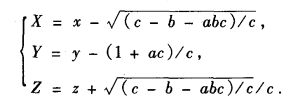 X = x - √((c - b - abc)/c),
Y = y - (1 + ac)/c,
Z = z + √((c - b - abc)/c)/c.